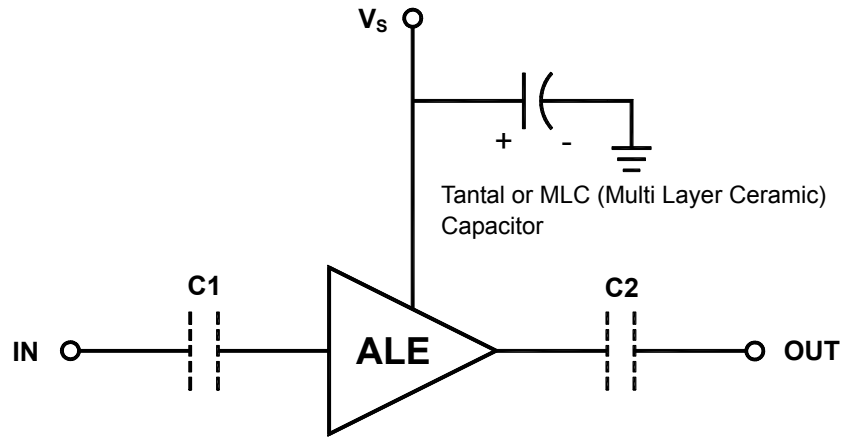 Vs
+ -
Tantal or MLC (Multi Layer Ceramic)
Capacitor
C1
C2
IN
ALE
OUT